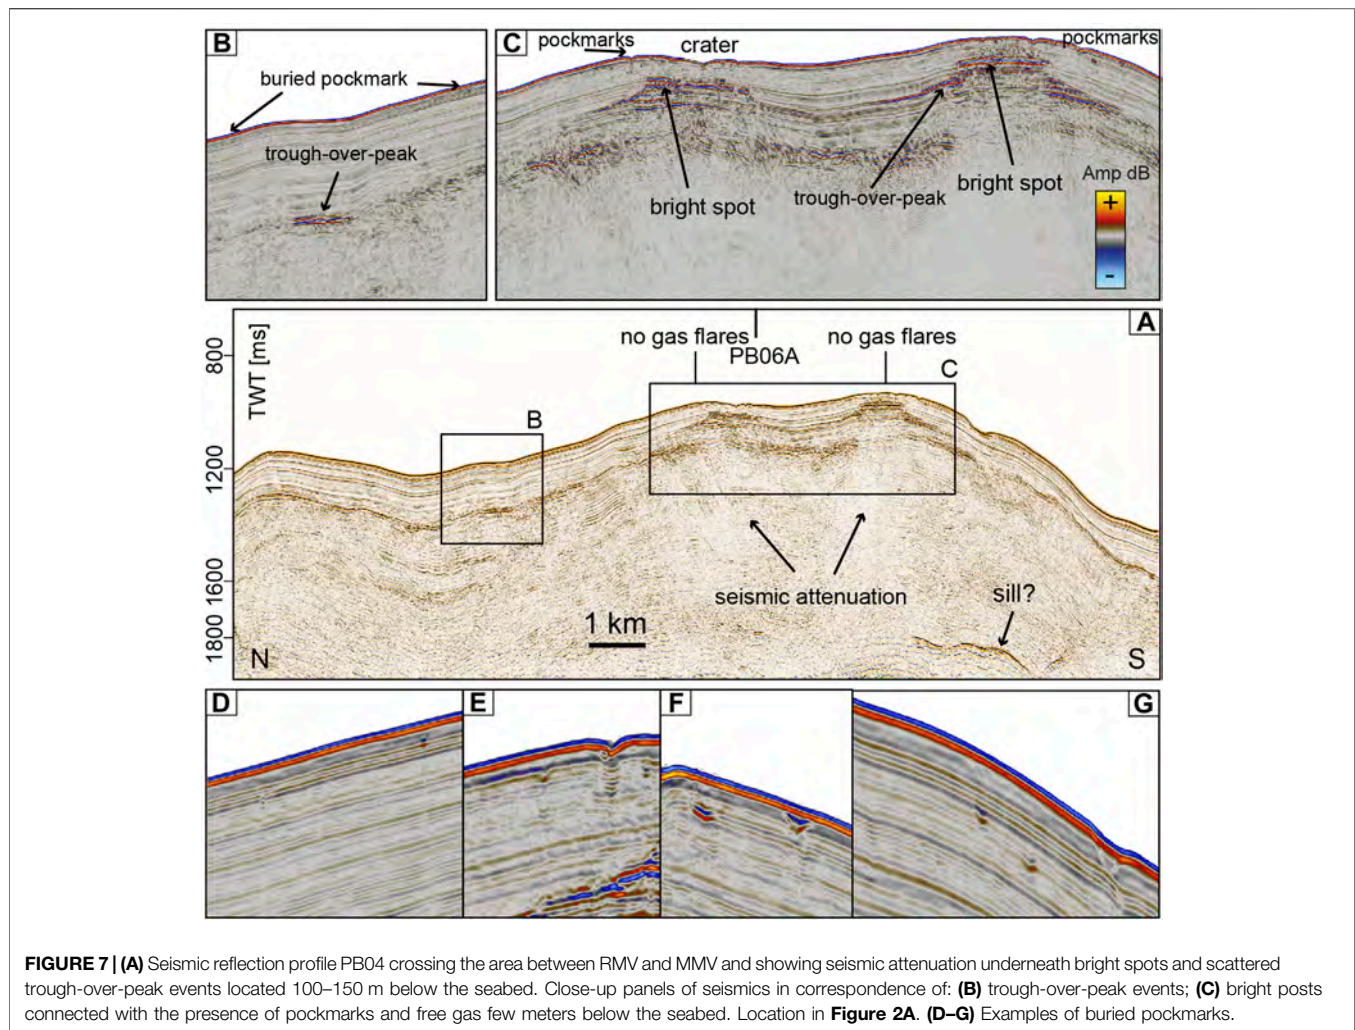 B
buried pockmark
trough-over-peak
C
pockmarks
crater
pockmarks
bright spot
trough-over-peak
bright spot
Amp dB
+
-
A
TWT [ms]
800
1200
1600
1800
no gas flares
PB06A
no gas flares
C
B
seismic attenuation
sill?
1 km
N
S
D
E
F
G
FIGURE 7 | (A) Seismic reflection profile PB04 crossing the area between RMV and MMV and showing seismic attenuation underneath bright spots and scattered
trough-over-peak events located 100–150 m below the seabed. Close-up panels of seismics in correspondence of: (B) trough-over-peak events; (C) bright posts
connected with the presence of pockmarks and free gas few meters below the seabed. Location in Figure 2A. (D–G) Examples of buried pockmarks.